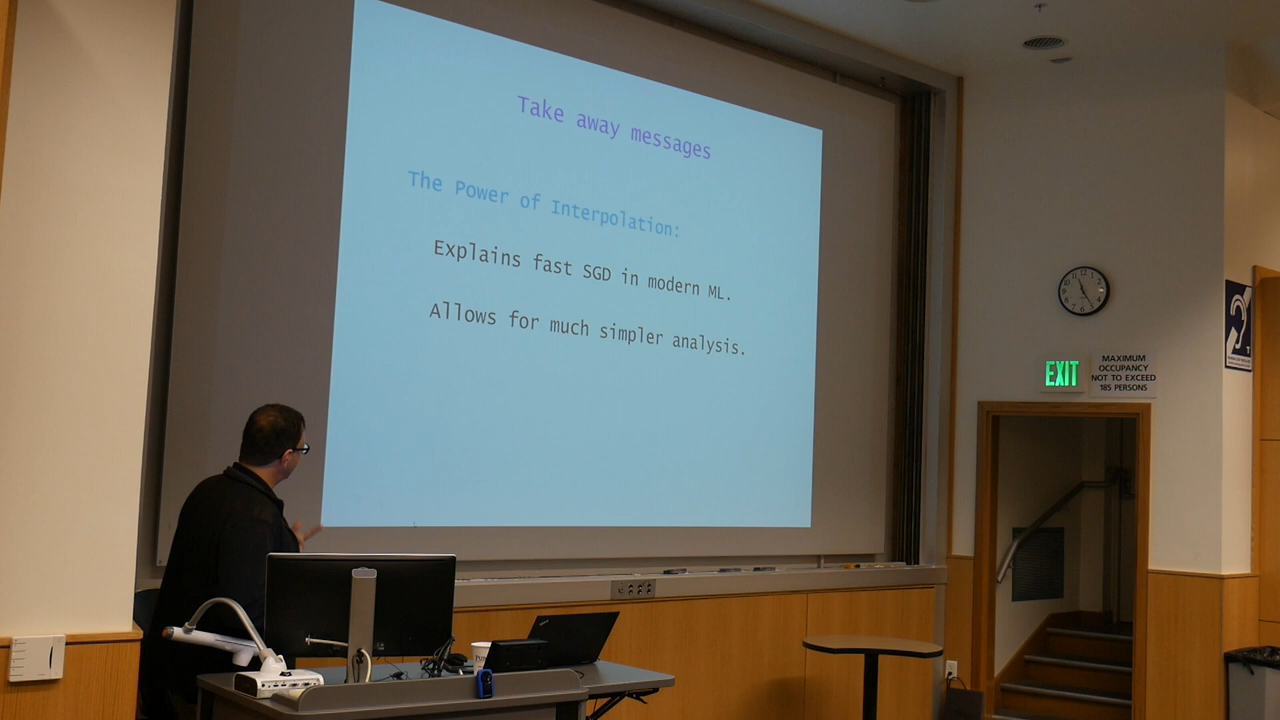 Take away messages
The Power of Interpolation:
Explains fast SGD in modern ML.
Allows for much simpler analysis.
EXIT
MAXIMUM
OCCUPANCY
NOT TO EXCEED
185 PERSONS
T